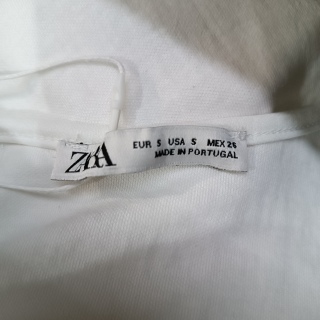 ZARA
EUR S USA S MEX 26
MADE IN PORTUGAL